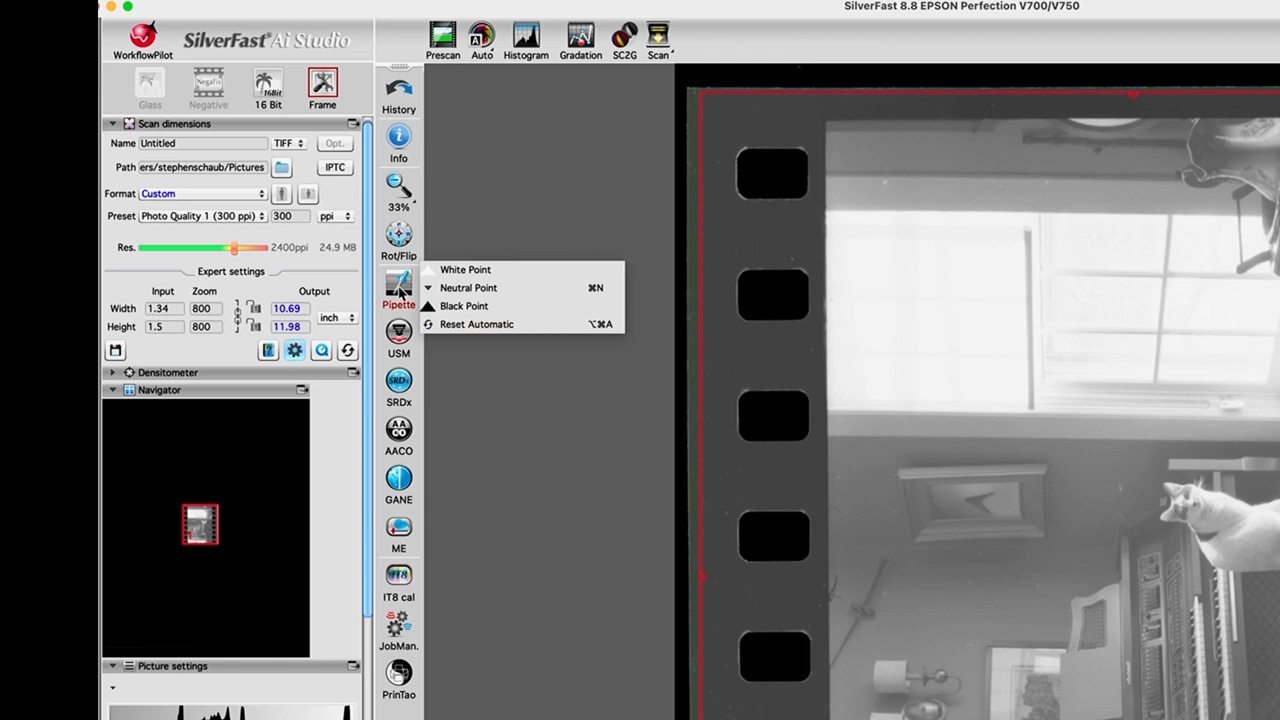 SilverFast 8.8 EPSON Perfection V700/V750
WorkflowPilot
SilverFast® Ai Studio
Prescan
Auto
Histogram
Gradation
SC2G
Scan
Glass
Negative
16 Bit
Frame
Scan dimensions
Name Untitled TIFF Opt.
Path ers/stephenschaub/Pictures IPTC
Format Custom
Preset Photo Quality 1 (300 ppi) 300 ppi
Res. 2400ppi 24.9 MB
Expert settings
Input Zoom Output
Width 1.34 800 10.69
inch
Height 1.5 800 11.98
Densitometer
Navigator
Picture settings
History
Info
33%
Rot/Flip
Pipette
USM
SRDx
AACO
GANE
ME
IT8 cal
JobMan.
PrinTao
White Point
Neutral Point ⌘N
Black Point
Reset Automatic ⌥⌘A